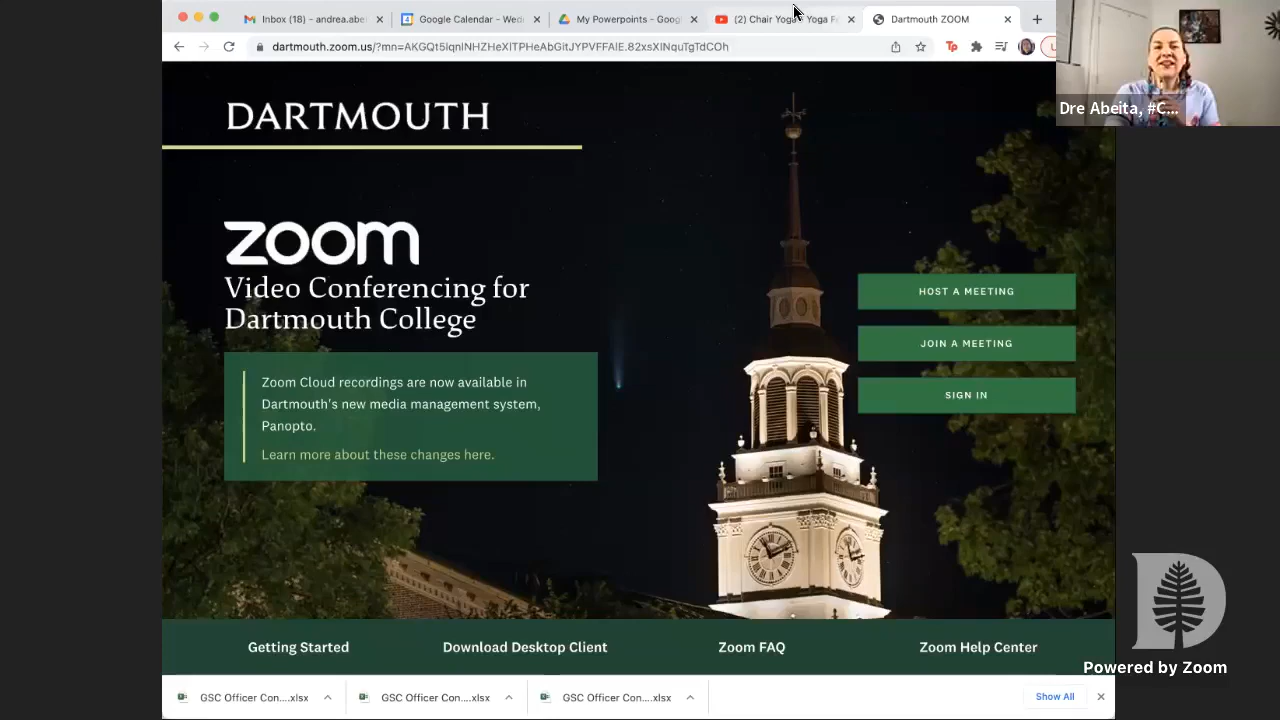 Inbox (18) – andrea.abe
Google Calendar - Wed
My Powerpoints - Goog
(2) Chair Yoga - Yoga F
Dartmouth ZOOM
dartmouth.zoom.us/?mn=AKGQt5IqnlNHZHeXlTPHeAbGitJYPVFFAlE.82xsXlNquTgTdCOh
Dre Abeita, #C...
DARTMOUTH
zoom
Video Conferencing for
Dartmouth College
HOST A MEETING
JOIN A MEETING
SIGN IN
Zoom Cloud recordings are now available in
Dartmouth's new media management system,
Panopto.
Learn more about these changes here.
Getting Started
Download Desktop Client
Zoom FAQ
Zoom Help Center
D
Powered by Zoom
GSC Officer Con....xlsx
GSC Officer Con....xlsx
GSC Officer Con....xlsx
Show All